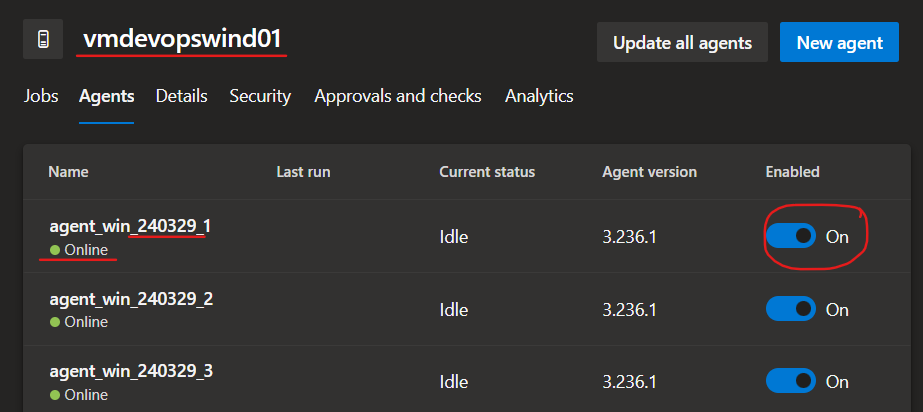 vmdevopswind01
Update all agents
New agent
Jobs Agents Details Security Approvals and checks Analytics
Name Last run Current status Agent version Enabled
agent_win_240329_1
Online
Idle 3.236.1 On
agent_win_240329_2
Online
Idle 3.236.1 On
agent_win_240329_3
Online
Idle 3.236.1 On